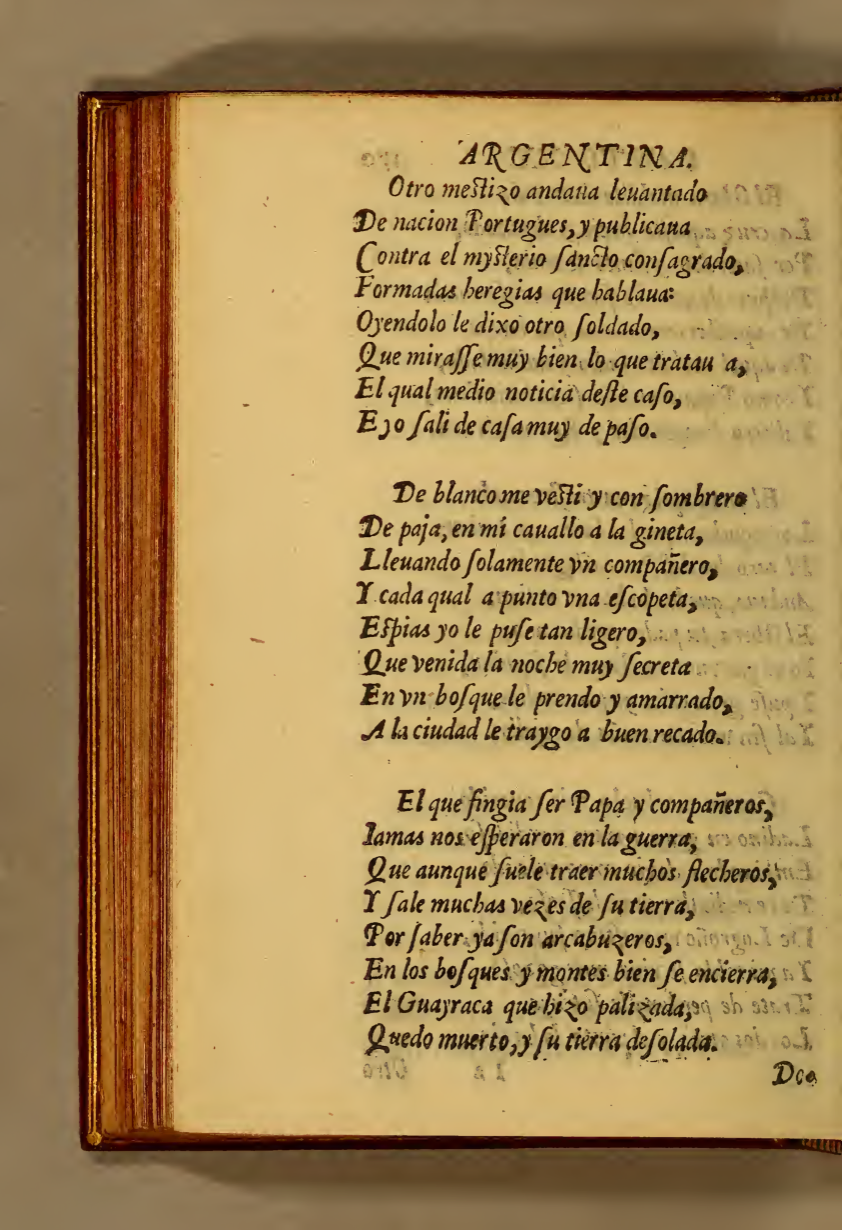 ARGENTINA.
Otro mestizo andaua leuantado
De nacion Portugues, y publicaua
Contra el mysterio sancto consagrado,
Formadas heregias que hablaua:
Oyendolo le dixo otro soldado,
Que mirasse muy bien lo que tratau a,
El qual medio noticia deste caso,
E yo sali de casa muy de paso.
De blanco me vesti y con sombrero
De paja, en mi cauallo a la gineta,
Lleuando solamente vn compañero,
Y cada qual a punto vna escopeta,
Espias yo le puse tan ligero,
Que venida la noche muy secreta
En vn bosque le prendo y amarrado,
A la ciudad le traygo a buen recado.
El que fingia ser Papa y compañeros,
Iamas nos esperaron en la guerra,
Que aunque suele traer muchos flecheros,
Y sale muchas vezes de su tierra,
Por saber ya son arcabuzeros,
En los bosques y montes bien se encierra,
El Guayraca que hizo palizada,
Quedo muerto, y su tierra desolada.